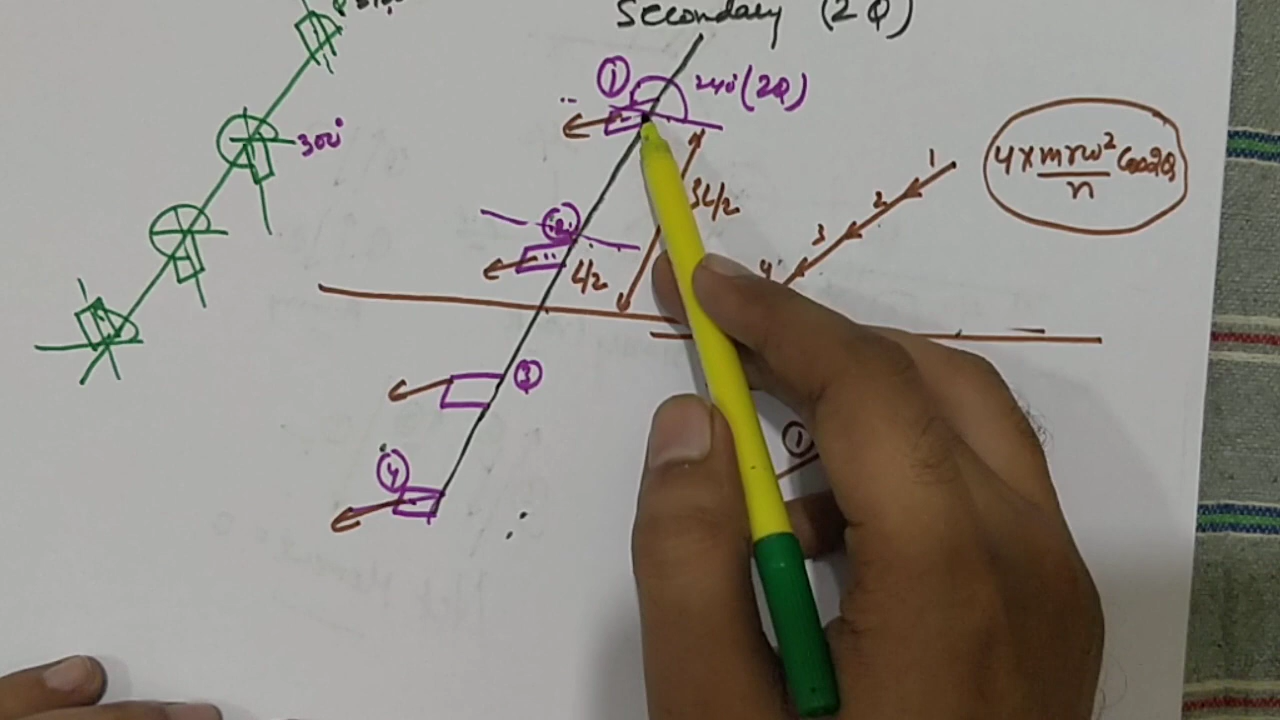 Secondary (2θ)
① 240°(2θ)
300°
3L/2
②
L/2
1
2
3
4
4×mrω²/n Cos2θ
③
④
①